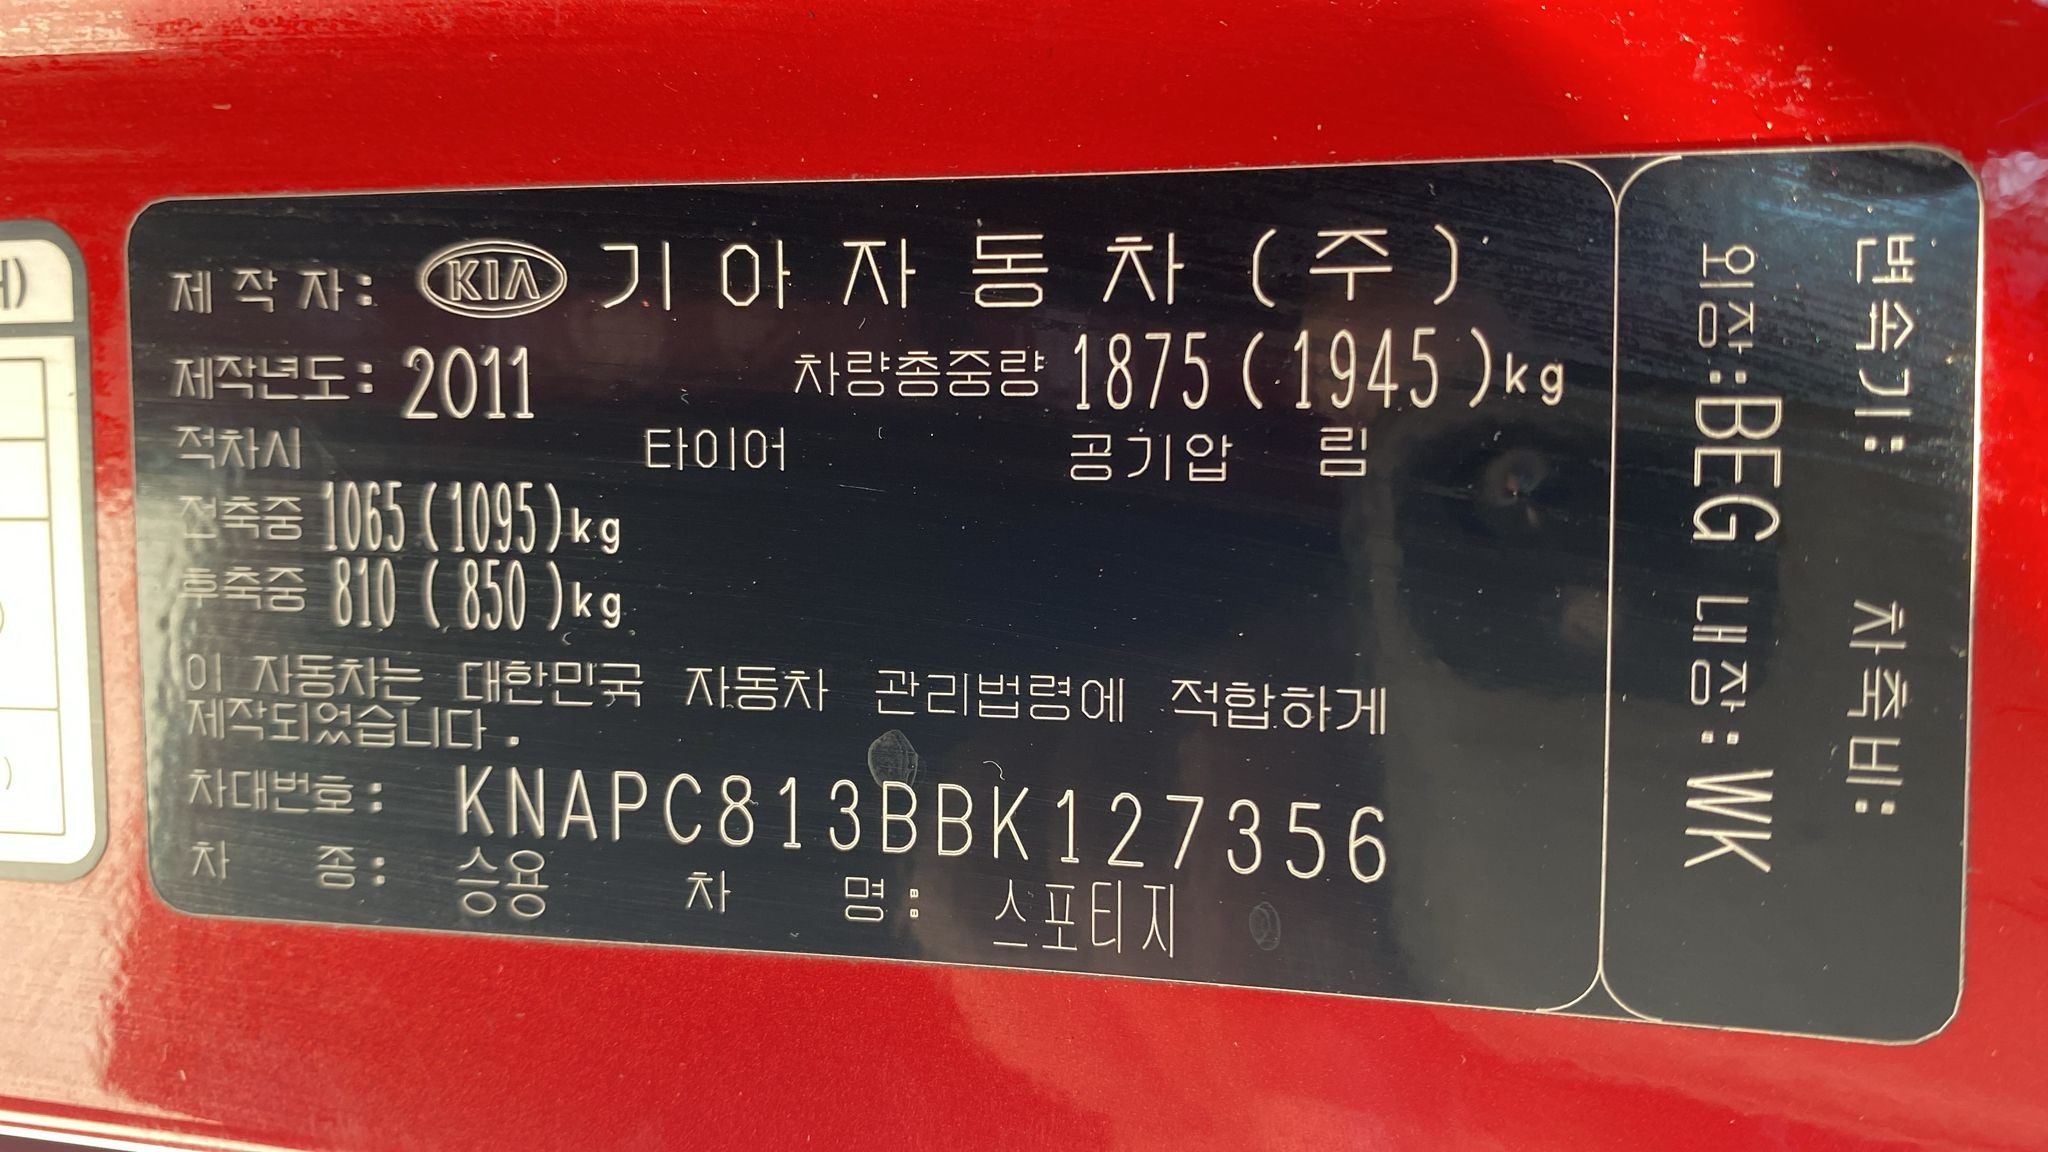 제 작 자: KIA 기 아 자 동 차 ( 주 )
제작년도: 2011 차량총중량 1875 ( 1945 ) kg
적차시 타이어 공기압 림
전축중 1065 ( 1095 ) kg
후축중 810 ( 850 ) kg
이 자동차는 대한민국 자동차 관리법령에 적합하게
제작되었습니다.
차대번호: KNAPC813BBK127356
차 종: 승용 차 명: 스포티지
변속기: 차축비:
외장:BEG 내장:WK